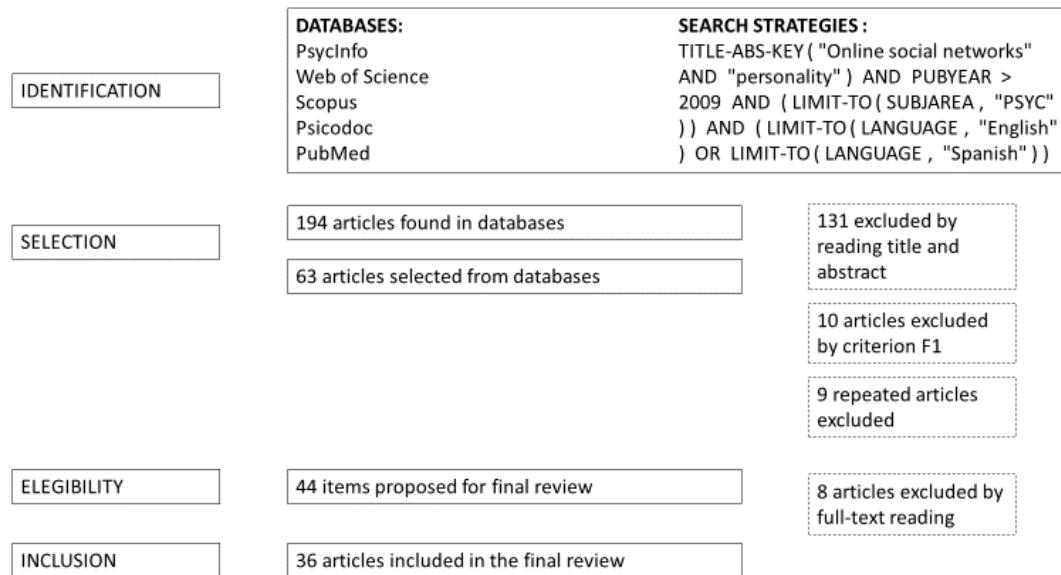 IDENTIFICATION
DATABASES:
PsycInfo
Web of Science
Scopus
Psicodoc
PubMed
SEARCH STRATEGIES :
TITLE-ABS-KEY ( "Online social networks"
AND "personality" ) AND PUBYEAR >
2009 AND ( LIMIT-TO ( SUBJAREA , "PSYC"
) ) AND ( LIMIT-TO ( LANGUAGE , "English"
) OR LIMIT-TO ( LANGUAGE , "Spanish" ) )
SELECTION
194 articles found in databases
63 articles selected from databases
131 excluded by
reading title and
abstract
10 articles excluded
by criterion F1
9 repeated articles
excluded
ELEGIBILITY
44 items proposed for final review
8 articles excluded by
full-text reading
INCLUSION
36 articles included in the final review